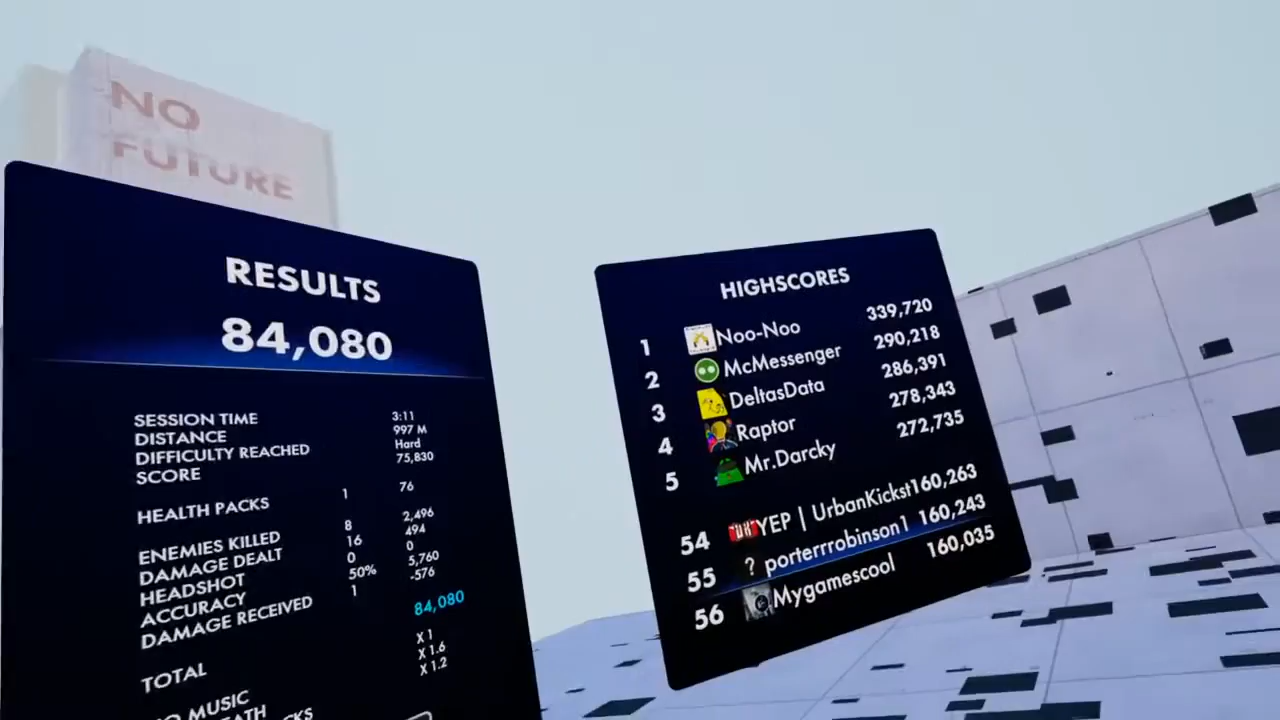 NO
FUTURE
RESULTS
84,080
SESSION TIME 3:11
DISTANCE 997 M
DIFFICULTY REACHED Hard
SCORE 75,830
HEALTH PACKS 1 76
ENEMIES KILLED 8 2,496
DAMAGE DEALT 16 494
HEADSHOT 0 0
ACCURACY 50% 5,760
DAMAGE RECEIVED 1 -576
TOTAL 84,080
MUSIC X 1
X 1.6
X 1.2
HIGHSCORES
1 Noo-Noo 339,720
2 McMessenger 290,218
3 DeltasData 286,391
4 Raptor 278,343
5 Mr.Darcky 272,735
54 YEP | UrbanKickst 160,263
55 ? porterrrobinson1 160,243
56 Mygamescool 160,035